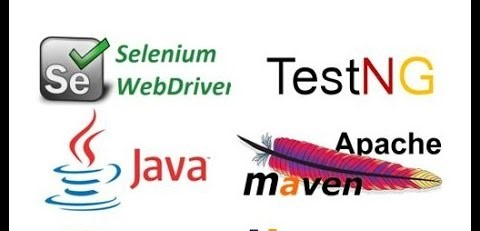 Se
Selenium
WebDriver
TestNG
Java
Apache
maven